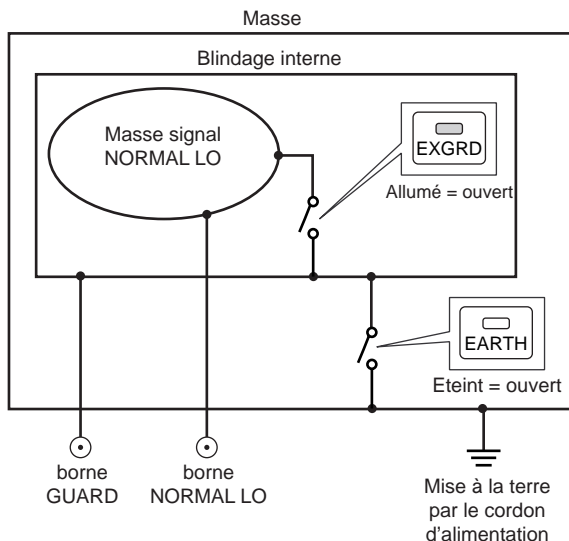 Masse
Blindage interne
Masse signal
NORMAL LO
EXGRD
Allumé = ouvert
EARTH
Eteint = ouvert
borne
GUARD
borne
NORMAL LO
Mise à la terre
par le cordon
d'alimentation